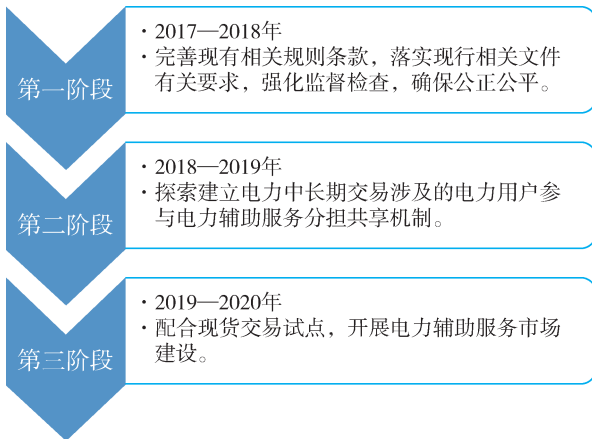 第一阶段
·2017—2018年
·完善现有相关规则条款，落实现行相关文件
有关要求，强化监督检查，确保公正公平。
第二阶段
·2018—2019年
·探索建立电力中长期交易涉及的电力用户参
与电力辅助服务分担共享机制。
第三阶段
·2019—2020年
·配合现货交易试点，开展电力辅助服务市场
建设。